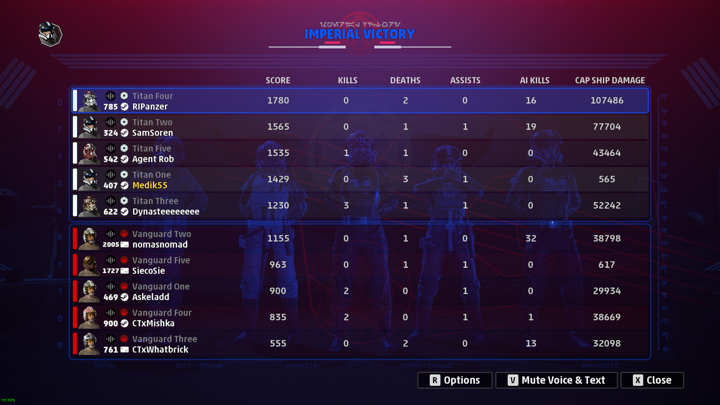 IMPERIAL VICTORY
SCORE KILLS DEATHS ASSISTS AI KILLS CAP SHIP DAMAGE
Titan Four
785 RIPanzer 1780 0 2 0 16 107486
Titan Two
324 SamSoren 1565 0 1 1 19 77704
Titan Five
542 Agent Rob 1535 1 1 0 0 43464
Titan One
407 Medik55 1429 0 3 1 0 565
Titan Three
622 Dynasteeeeeeee 1230 3 1 1 0 52242
Vanguard Two
2005 nomasnomad 1155 0 1 0 32 38798
Vanguard Five
1727 SiecoSie 963 0 1 1 0 617
Vanguard One
469 Askeladd 900 2 0 1 0 29934
Vanguard Four
900 CTxMishka 835 2 0 1 1 38669
Vanguard Three
761 CTxWhatbrick 555 0 2 0 13 32098
R Options V Mute Voice & Text X Close